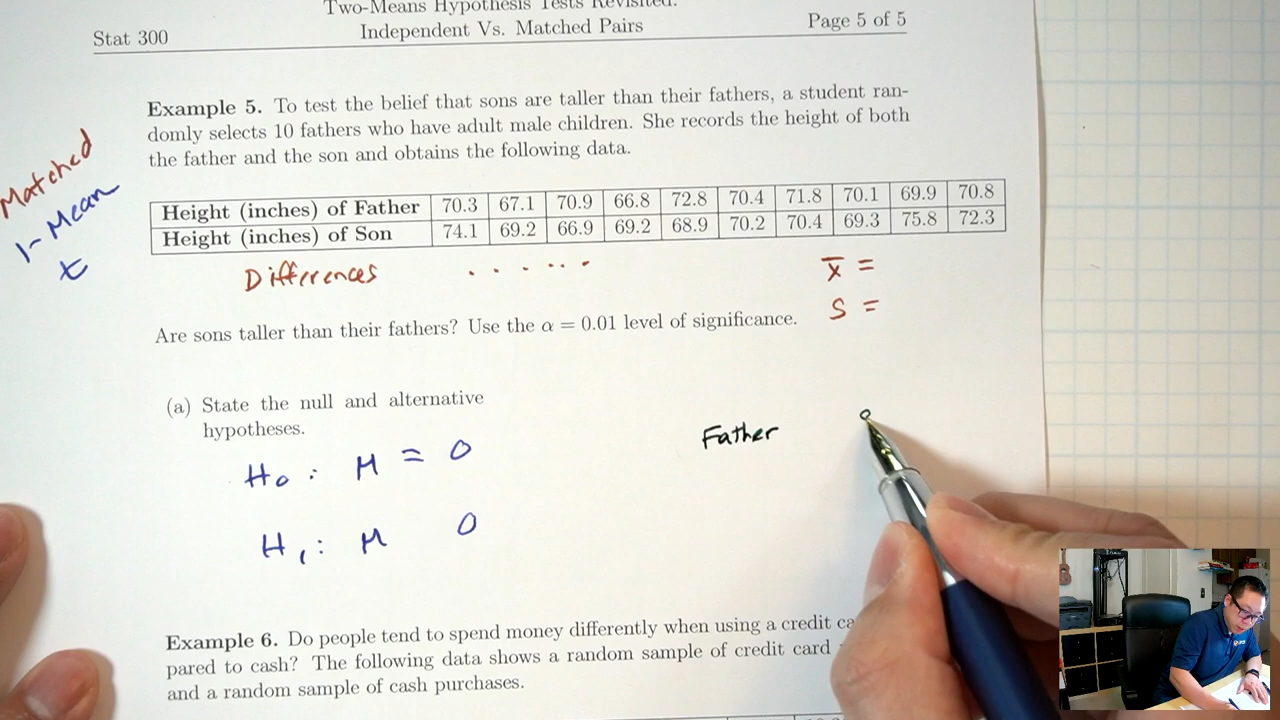 Two-Means Hypothesis Tests Revisited:
Stat 300 Independent Vs. Matched Pairs Page 5 of 5
Example 5. To test the belief that sons are taller than their fathers, a student ran-
domly selects 10 fathers who have adult male children. She records the height of both
the father and the son and obtains the following data.
Matched
1-Mean
t
Height (inches) of Father 70.3 67.1 70.9 66.8 72.8 70.4 71.8 70.1 69.9 70.8
Height (inches) of Son 74.1 69.2 66.9 69.2 68.9 70.2 70.4 69.3 75.8 72.3
Differences . . . . . . x̄ =
S =
Are sons taller than their fathers? Use the α = 0.01 level of significance.
(a) State the null and alternative
hypotheses.
Father
H₀ : μ = 0
H₁ : μ 0
Example 6. Do people tend to spend money differently when using a credit ca
pared to cash? The following data shows a random sample of credit card
and a random sample of cash purchases.